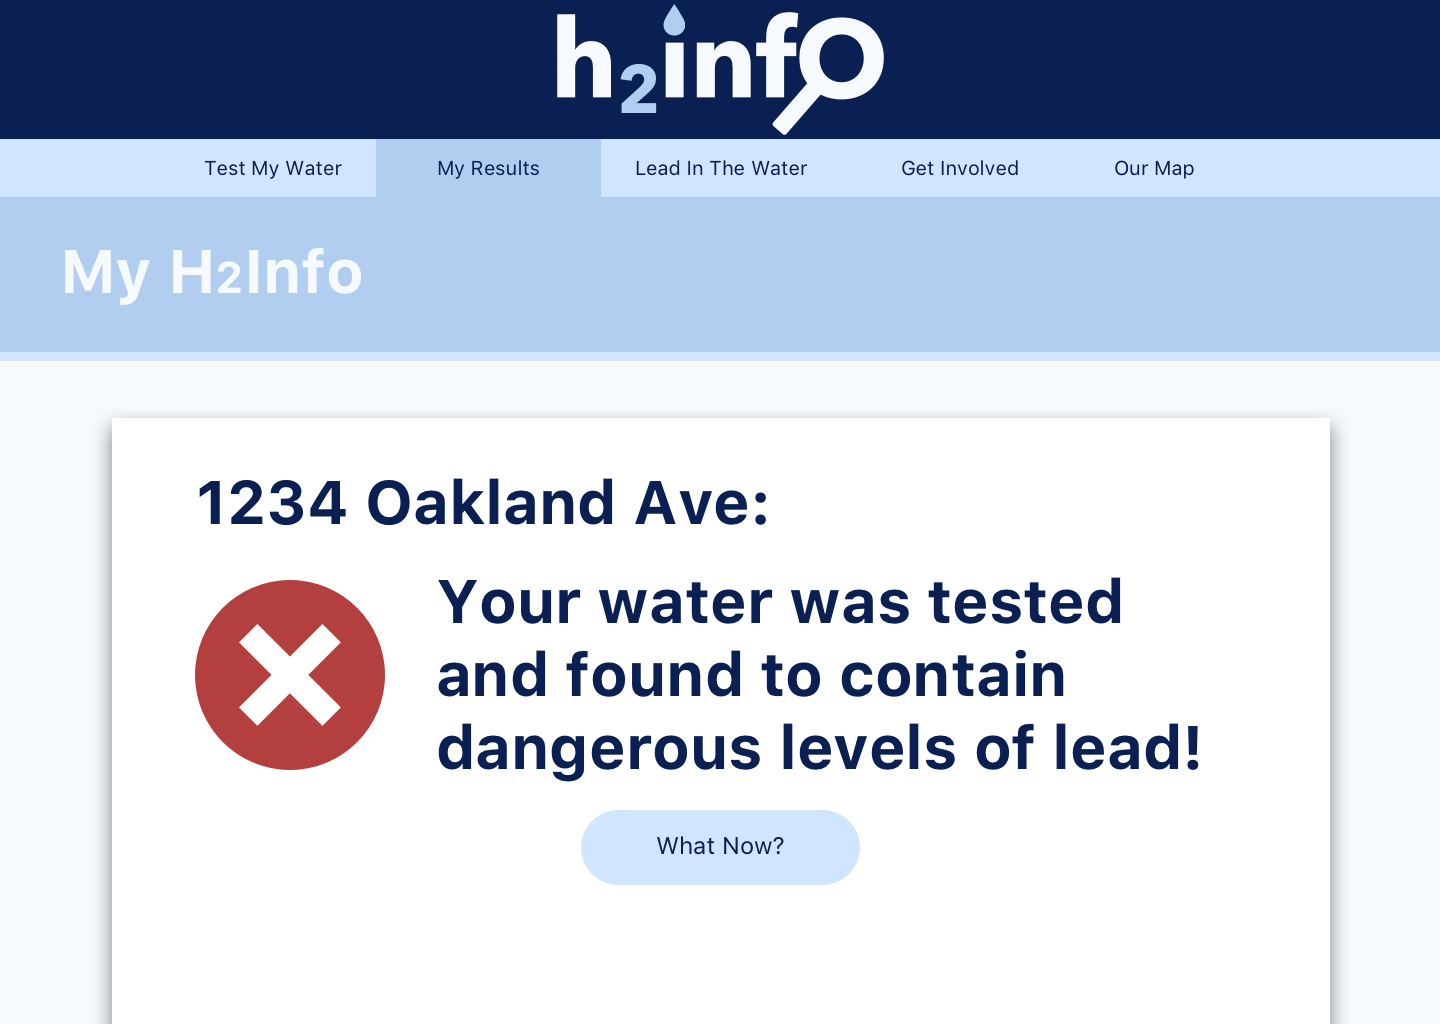 h2info
Test My Water My Results Lead In The Water Get Involved Our Map
My H2Info
1234 Oakland Ave:
Your water was tested
and found to contain
dangerous levels of lead!
What Now?